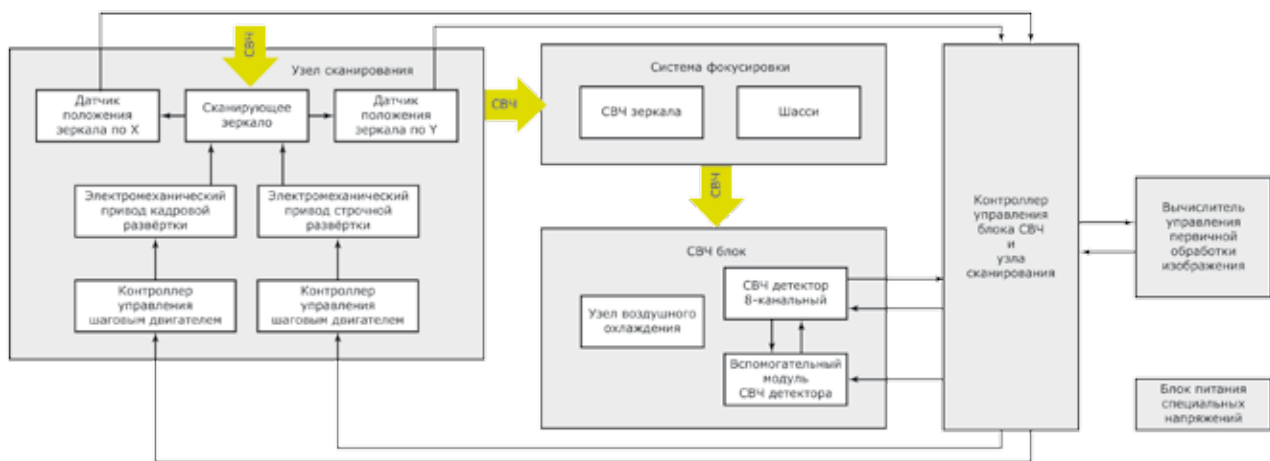 СВЧ
Узел сканирования
Датчик
положения
зеркала по X
Сканирующее
зеркало
Датчик
положения
зеркала по Y
Электромеханический
привод кадровой
развёртки
Электромеханический
привод строчной
развёртки
Контроллер
управления
шаговым двигателем
Контроллер
управления
шаговым двигателем
СВЧ
Система фокусировки
СВЧ зеркала
Шасси
СВЧ
СВЧ блок
Узел воздушного
охлаждения
СВЧ детектор
8-канальный
Вспомогательный
модуль
СВЧ детектора
Контроллер
управления
блока СВЧ
и
узла
сканирования
Вычислитель
управления
первичной
обработки
изображения
Блок питания
специальных
напряжений